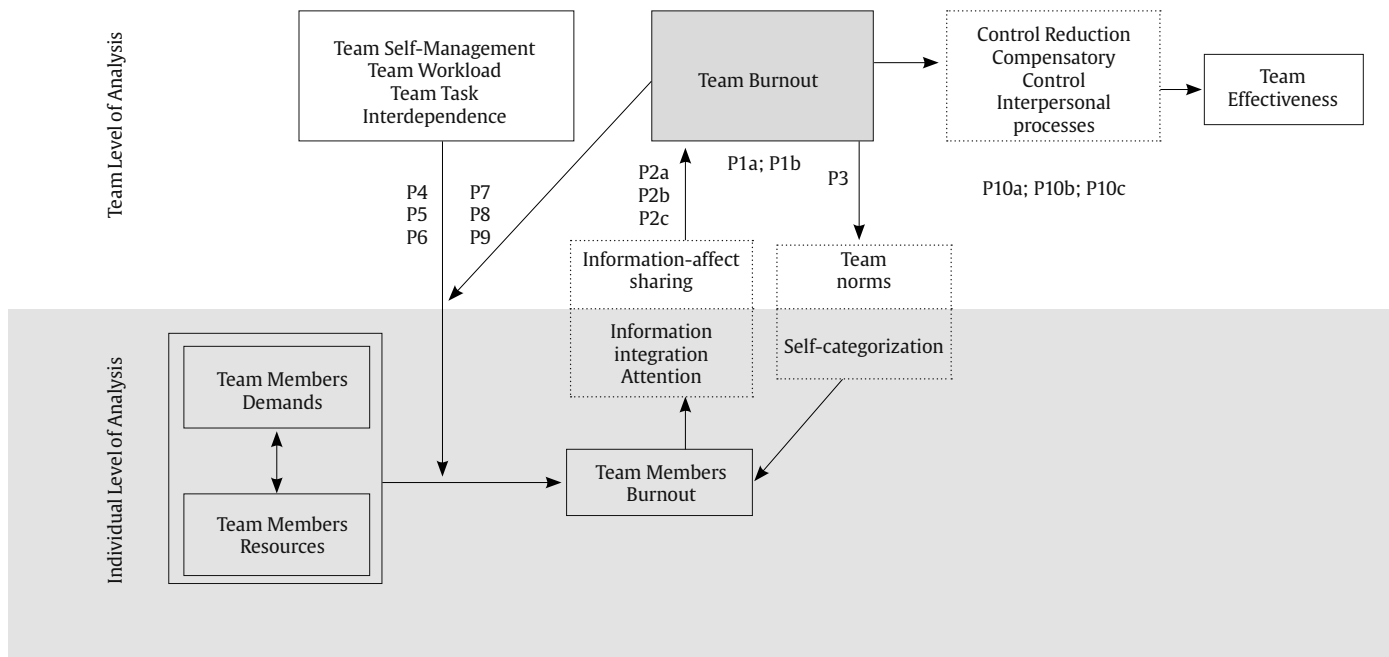 Team Level of Analysis
Team Self-Management
Team Workload
Team Task
Interdependence
Team Burnout
Control Reduction
Compensatory
Control
Interpersonal
processes
Team
Effectiveness
P4
P5
P6
P7
P8
P9
P2a
P2b
P2c
P1a; P1b
P3
P10a; P10b; P10c
Information-affect
sharing
Team
norms
Individual Level of Analysis
Information
integration
Attention
Self-categorization
Team Members
Demands
Team Members
Resources
Team Members
Burnout